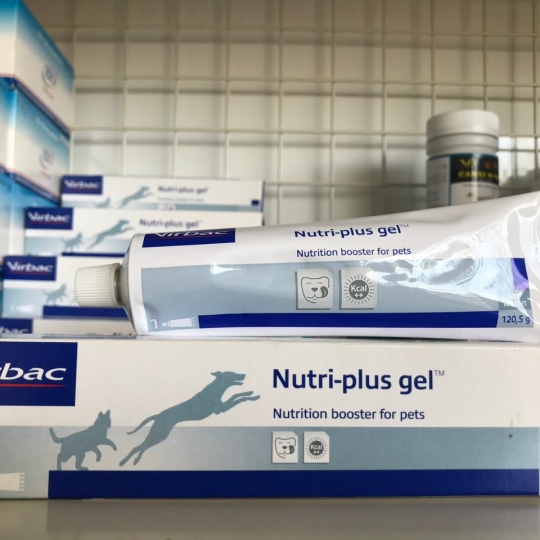 Virbac
Nutri-plus gel
Virbac
Nutri-plus gel
Virbac
Virbac
Nutri-plus gel™
Nutrition booster for pets
Kcal
++
120,5 g
bac
Nutri-plus gel™
Nutrition booster for pets
Kcal
++